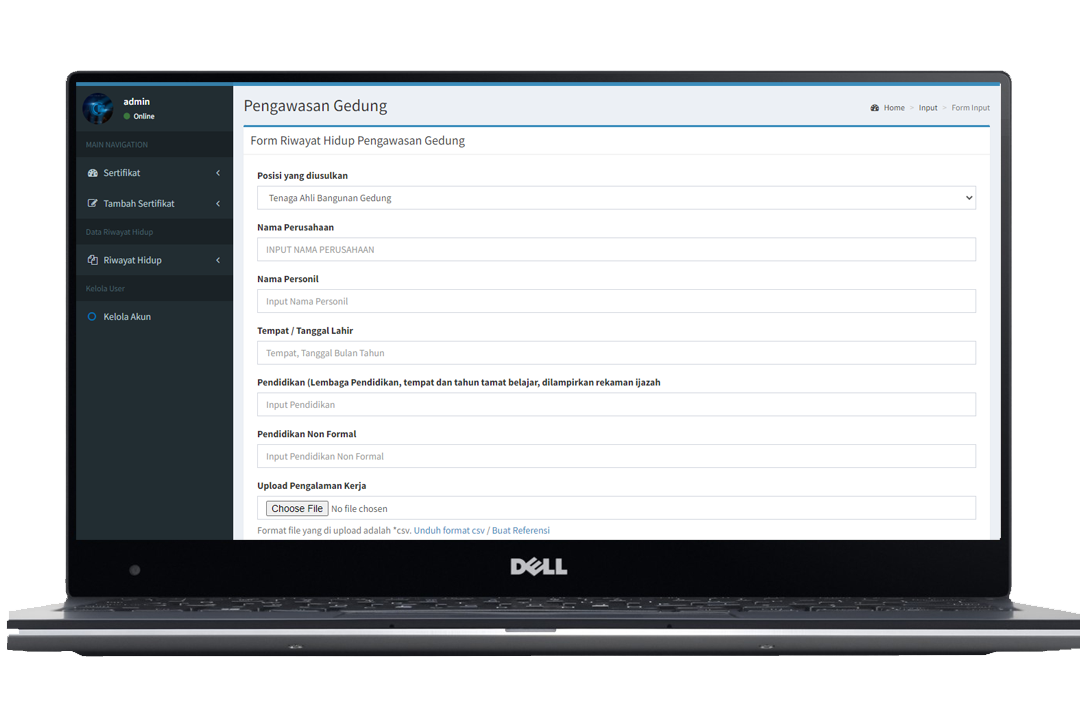 admin
Online
MAIN NAVIGATION
Sertifikat
Tambah Sertifikat
Data Riwayat Hidup
Riwayat Hidup
Kelola User
Kelola Akun
Pengawasan Gedung
Home > Input > Form Input
Form Riwayat Hidup Pengawasan Gedung
Posisi yang diusulkan
Tenaga Ahli Bangunan Gedung
Nama Perusahaan
INPUT NAMA PERUSAHAAN
Nama Personil
Input Nama Personil
Tempat / Tanggal Lahir
Tempat, Tanggal Bulan Tahun
Pendidikan (Lembaga Pendidikan, tempat dan tahun tamat belajar, dilampirkan rekaman ijazah
Input Pendidikan
Pendidikan Non Formal
Input Pendidikan Non Formal
Upload Pengalaman Kerja
Choose File No file chosen
Format file yang di upload adalah *csv. Unduh format csv / Buat Referensi
DELL